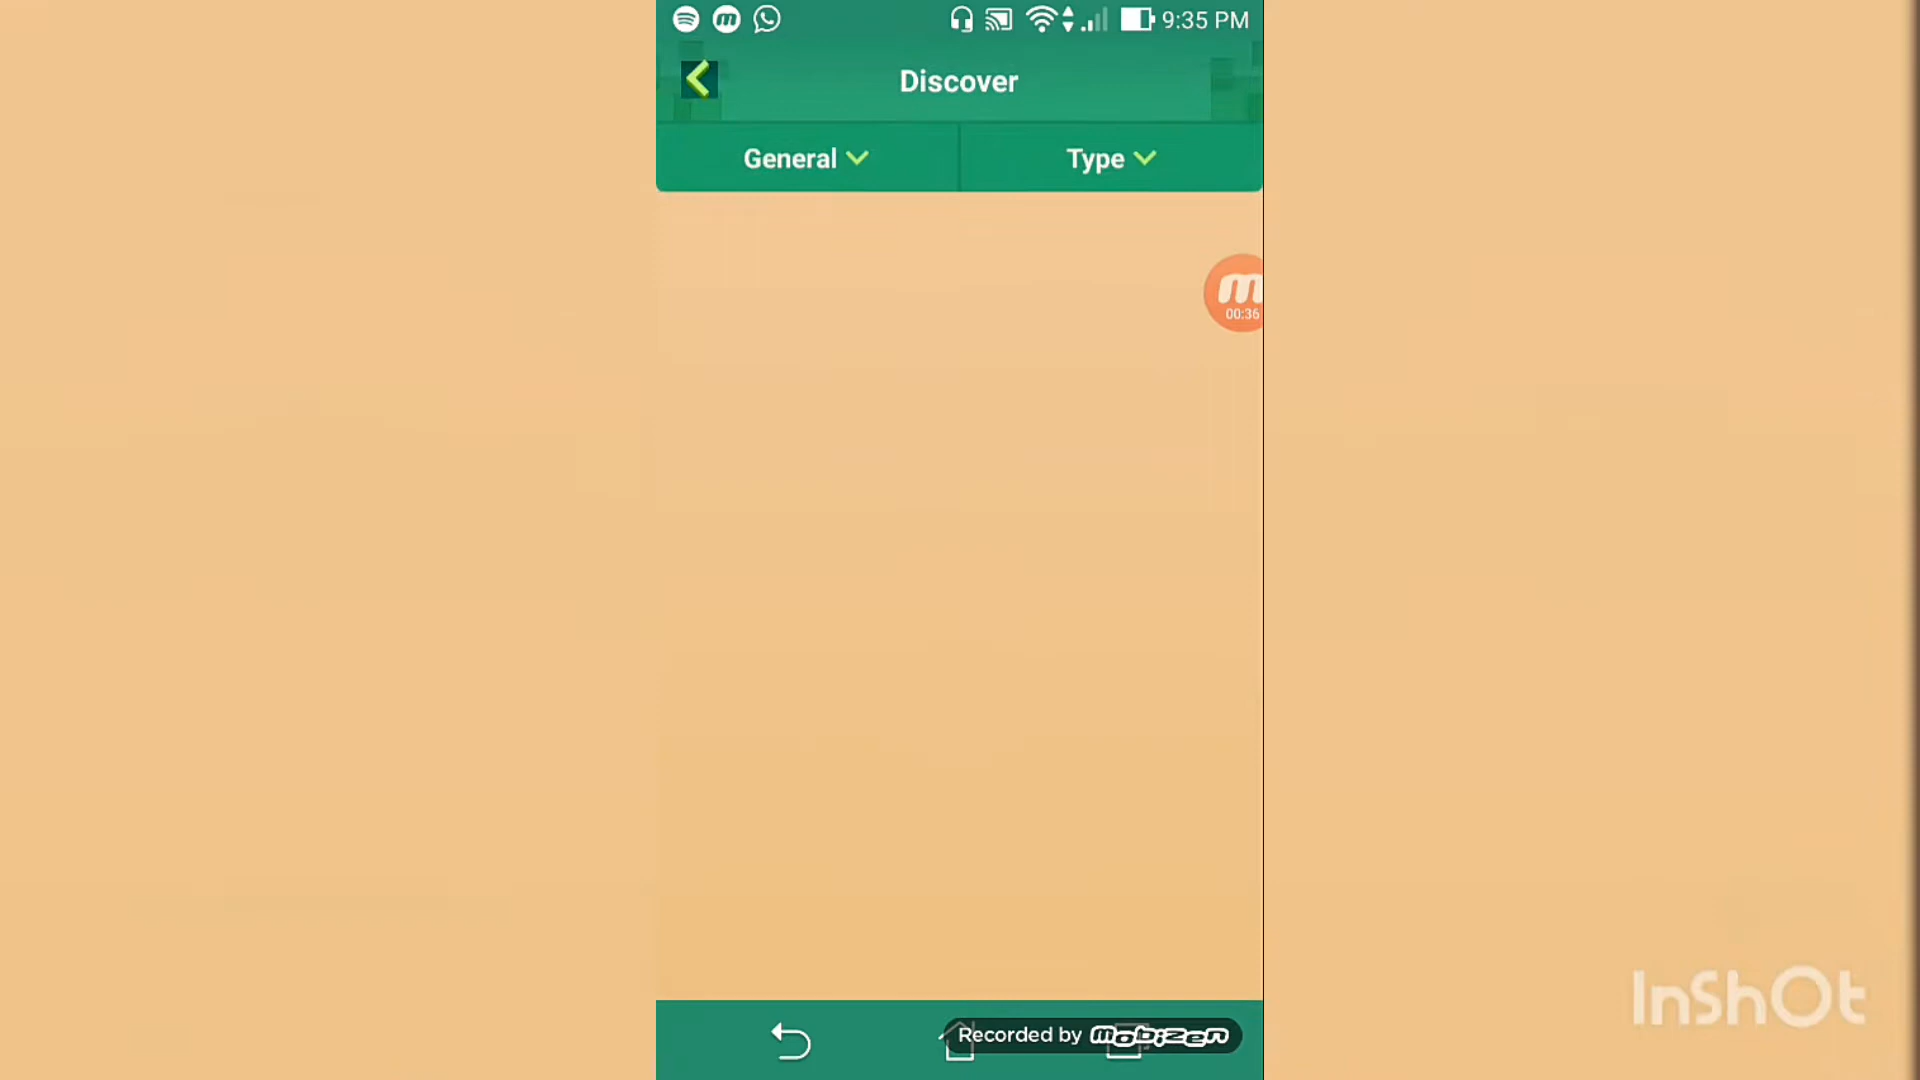 9:35 PM
Discover
General
Type
m
00:36
Recorded by mobizen
InShOt